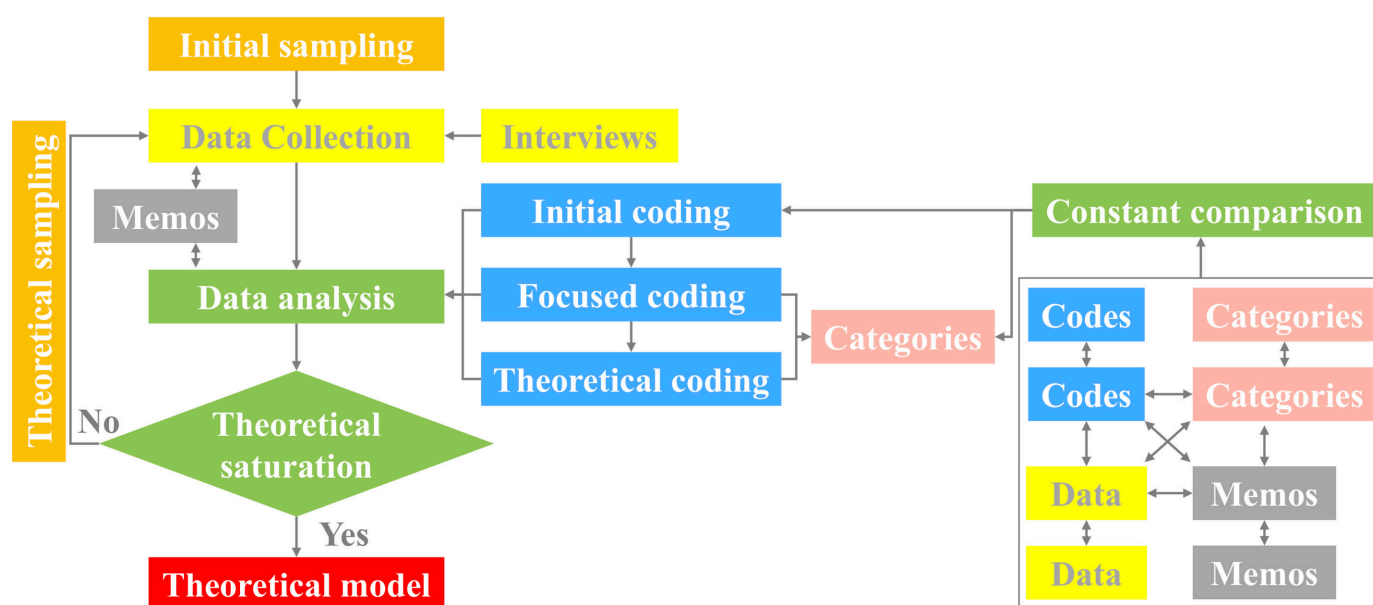 Initial sampling
Data Collection
Interviews
Theoretical sampling
Memos
Initial coding
Constant comparison
Data analysis
Focused coding
Categories
Theoretical coding
Codes
Categories
Codes
Categories
No
Theoretical
saturation
Data
Memos
Yes
Data
Memos
Theoretical model